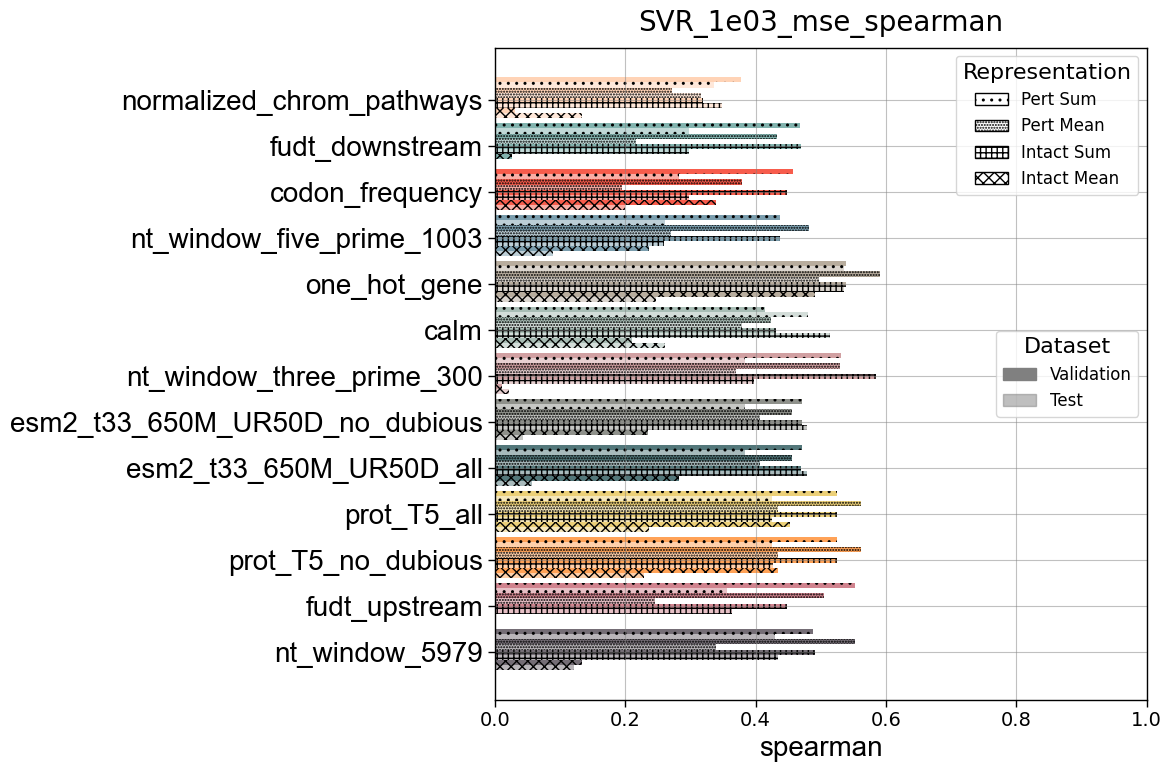 SVR_1e03_mse_spearman
normalized_chrom_pathways
fudt_downstream
codon_frequency
nt_window_five_prime_1003
one_hot_gene
calm
nt_window_three_prime_300
esm2_t33_650M_UR50D_no_dubious
esm2_t33_650M_UR50D_all
prot_T5_all
prot_T5_no_dubious
fudt_upstream
nt_window_5979
Representation
Pert Sum
Pert Mean
Intact Sum
Intact Mean
Dataset
Validation
Test
0.0 0.2 0.4 0.6 0.8 1.0
spearman